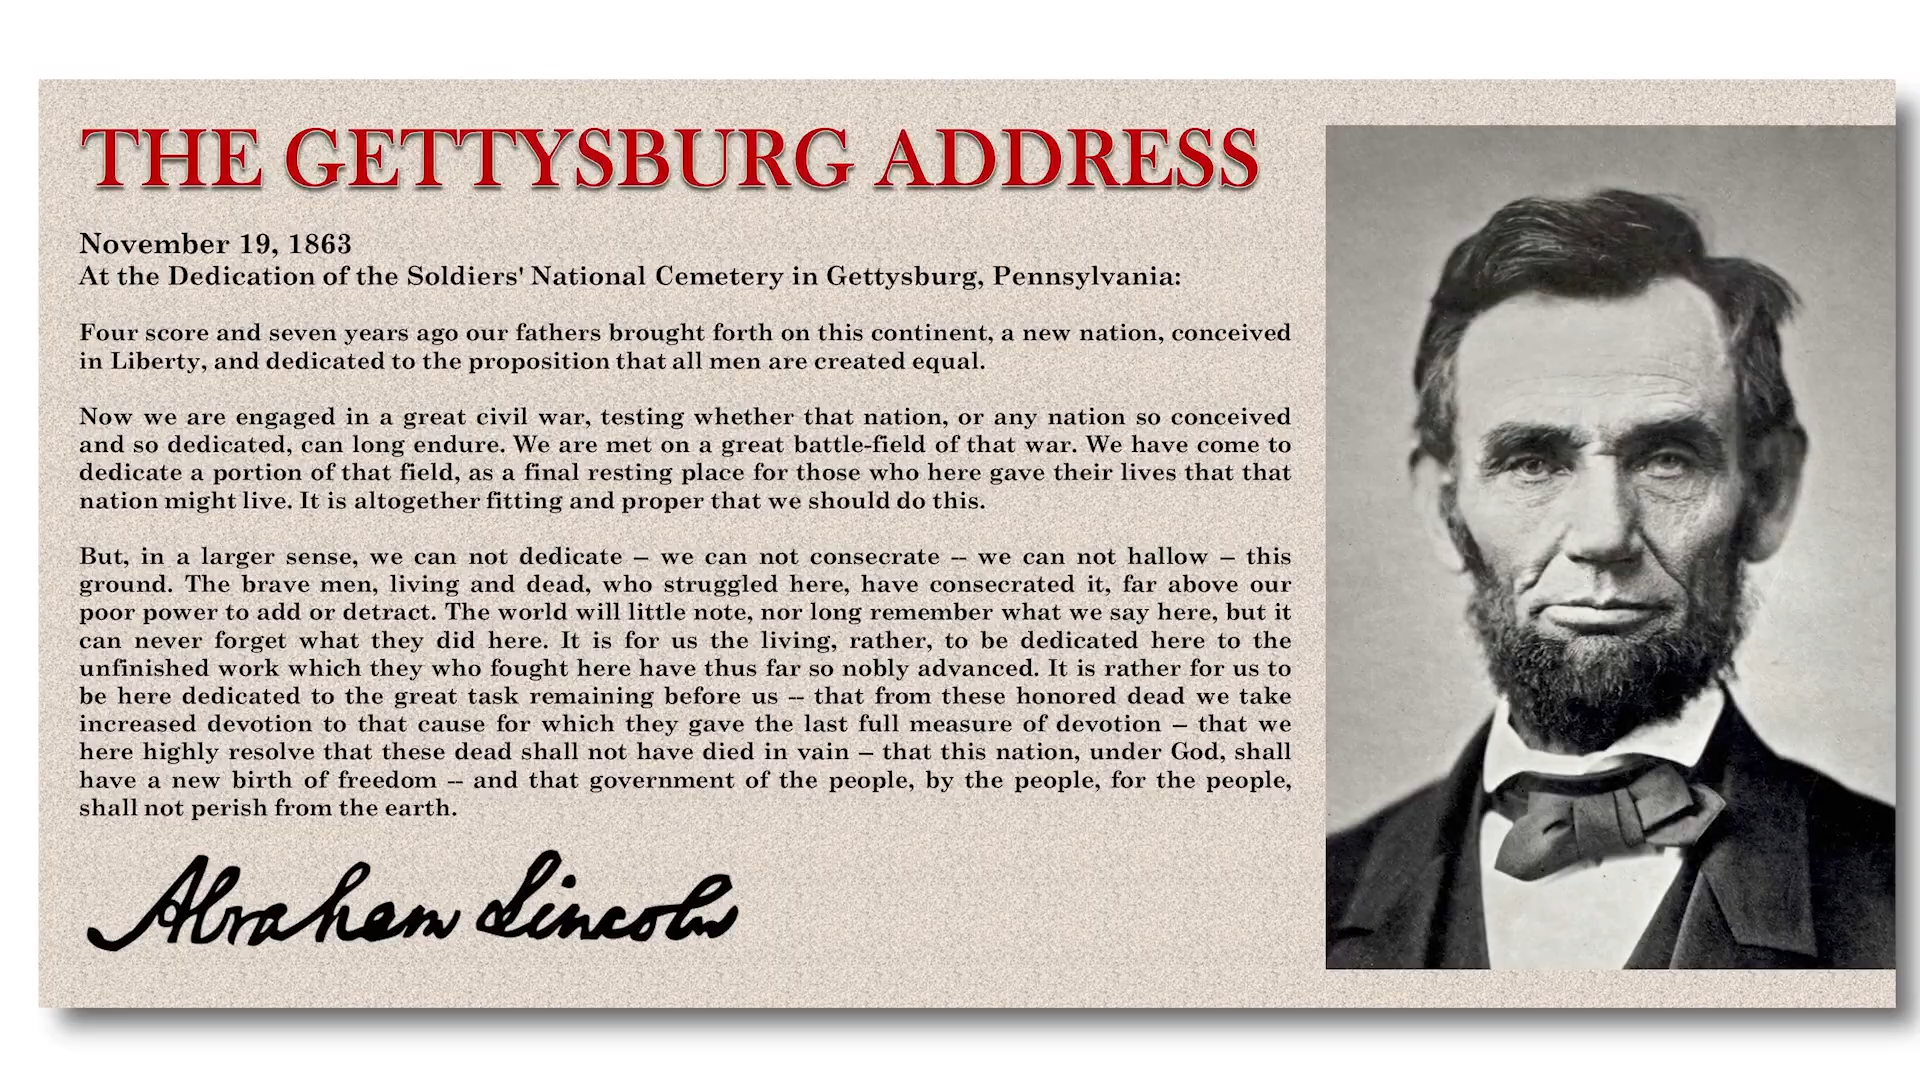 THE GETTYSBURG ADDRESS
November 19, 1863
At the Dedication of the Soldiers' National Cemetery in Gettysburg, Pennsylvania:
Four score and seven years ago our fathers brought forth on this continent, a new nation, conceived
in Liberty, and dedicated to the proposition that all men are created equal.
Now we are engaged in a great civil war, testing whether that nation, or any nation so conceived
and so dedicated, can long endure. We are met on a great battle-field of that war. We have come to
dedicate a portion of that field, as a final resting place for those who here gave their lives that that
nation might live. It is altogether fitting and proper that we should do this.
But, in a larger sense, we can not dedicate – we can not consecrate -- we can not hallow – this
ground. The brave men, living and dead, who struggled here, have consecrated it, far above our
poor power to add or detract. The world will little note, nor long remember what we say here, but it
can never forget what they did here. It is for us the living, rather, to be dedicated here to the
unfinished work which they who fought here have thus far so nobly advanced. It is rather for us to
be here dedicated to the great task remaining before us -- that from these honored dead we take
increased devotion to that cause for which they gave the last full measure of devotion – that we
here highly resolve that these dead shall not have died in vain – that this nation, under God, shall
have a new birth of freedom -- and that government of the people, by the people, for the people,
shall not perish from the earth.
Abraham Lincoln